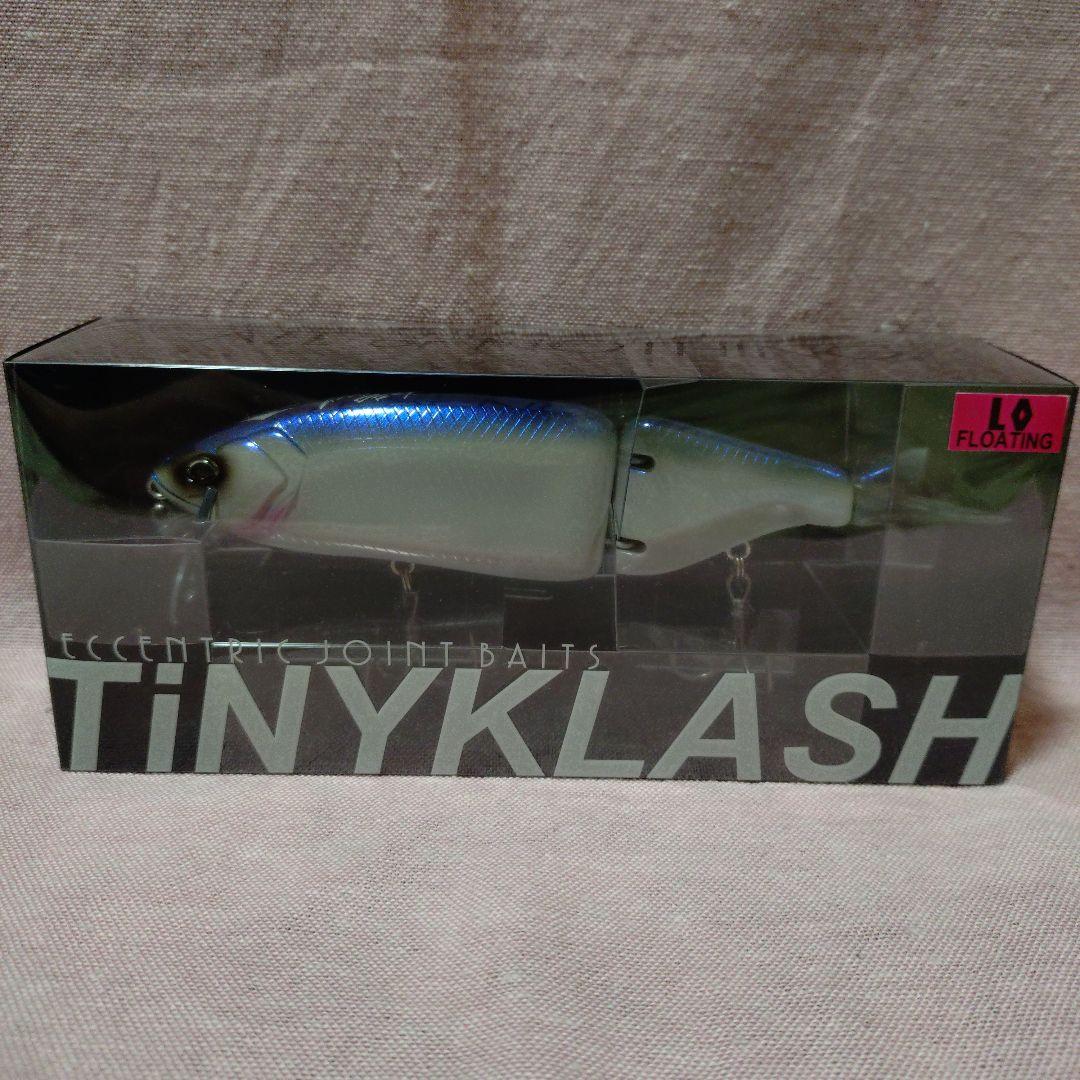 LO
FLOATING
ECCENTRIC JOINT BAITS
TiNYKLASH